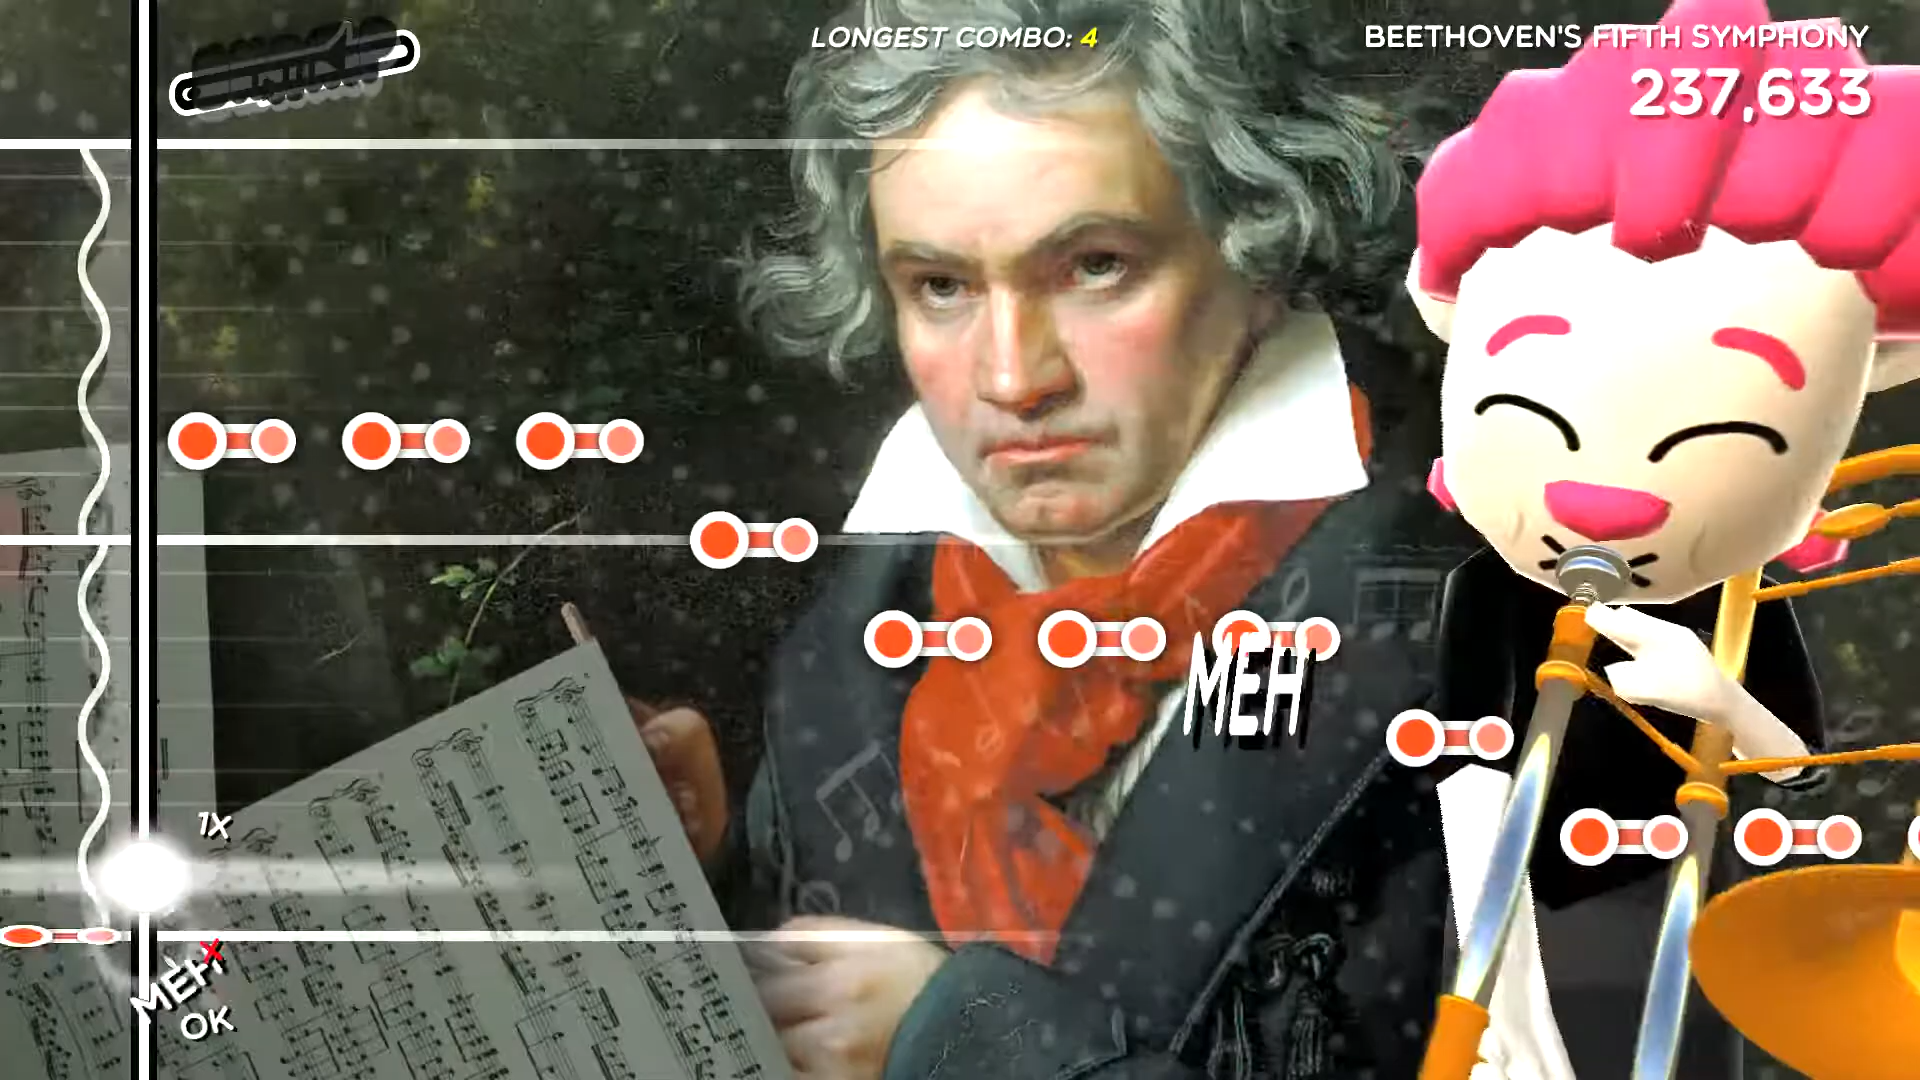 LONGEST COMBO: 4
BEETHOVEN'S FIFTH SYMPHONY
237,633
MEH
1X
MEH
X
OK